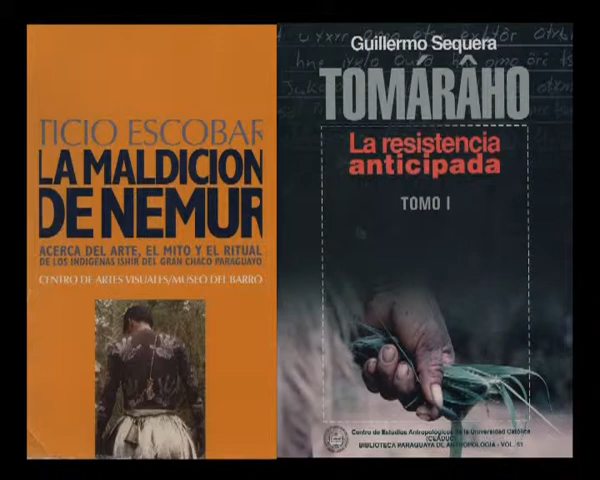 TICIO ESCOBAR
LA MALDICION
DE NEMUR
ACERCA DEL ARTE, EL MITO Y EL RITUAL
DE LOS INDIGENAS ISHIR DEL GRAN CHACO PARAGUAYO
CENTRO DE ARTES VISUALES/MUSEO DEL BARRO
Guillermo Sequera
TOMÁRÂHO
La resistencia
anticipada
TOMO I
Centro de Estudios Antropológicos de la Universidad Católica
(CEADUC)
BIBLIOTECA PARAGUAYA DE ANTROPOLOGIA - VOL.